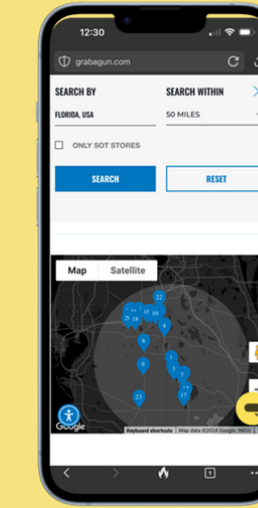 12:30
grabagun.com
SEARCH BY
SEARCH WITHIN
FLORIDA, USA
50 MILES
ONLY SOT STORES
SEARCH
RESET
Map
Satellite
22
10
4
8
1
9
3
7
17
23
Google
Keyboard shortcuts
Map data ©2024 Google, INEGI
1